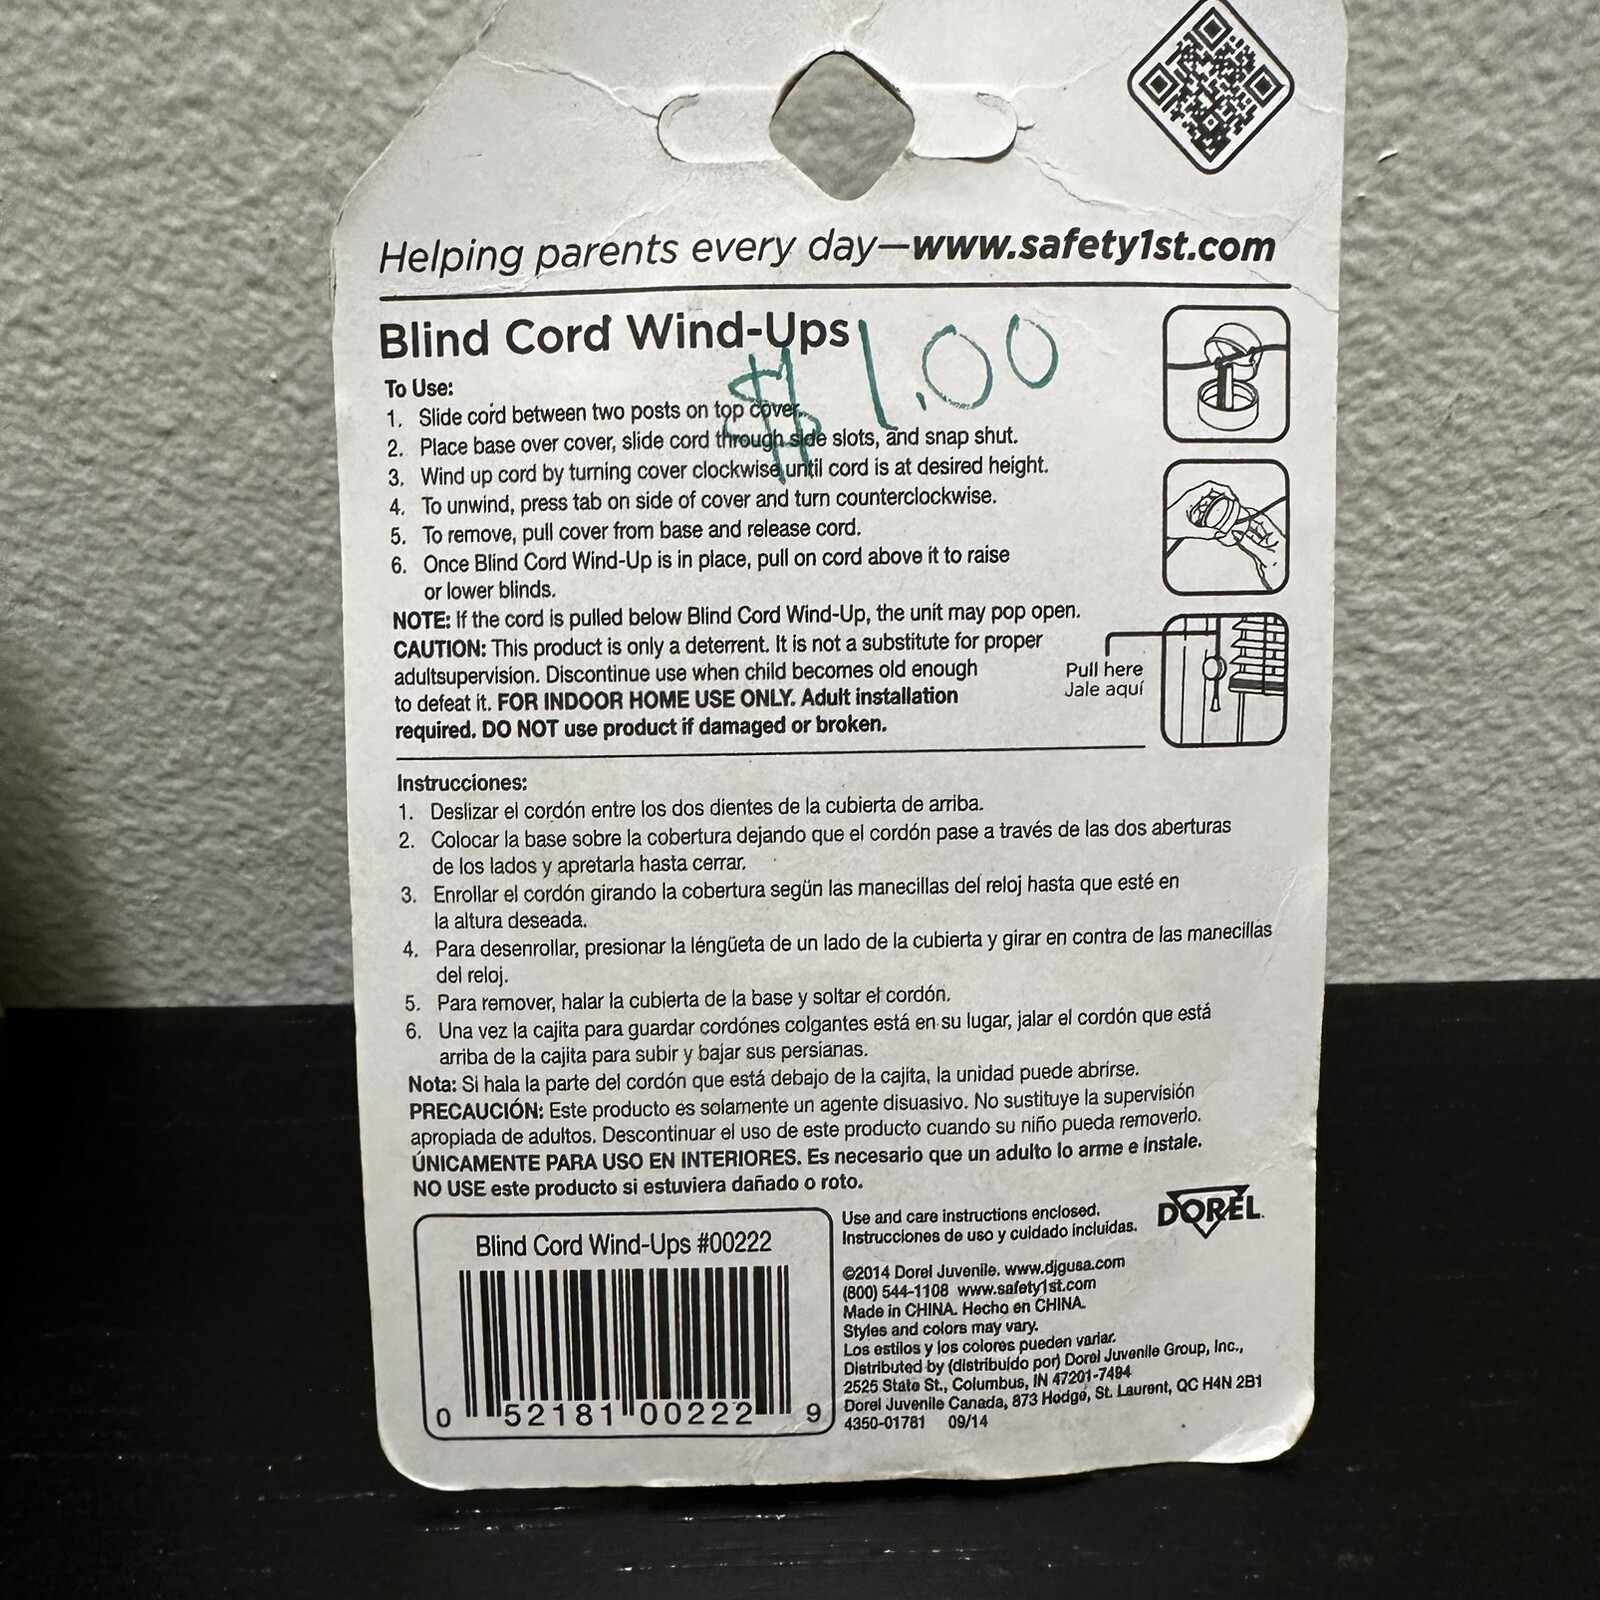 Helping parents every day—www.safety1st.com
Blind Cord Wind-Ups
$1.00
To Use:
1. Slide cord between two posts on top cover.
2. Place base over cover, slide cord through side slots, and snap shut.
3. Wind up cord by turning cover clockwise until cord is at desired height.
4. To unwind, press tab on side of cover and turn counterclockwise.
5. To remove, pull cover from base and release cord.
6. Once Blind Cord Wind-Up is in place, pull on cord above it to raise
or lower blinds.
NOTE: If the cord is pulled below Blind Cord Wind-Up, the unit may pop open.
CAUTION: This product is only a deterrent. It is not a substitute for proper
adultsupervision. Discontinue use when child becomes old enough
to defeat it. FOR INDOOR HOME USE ONLY. Adult installation
required. DO NOT use product if damaged or broken.
Pull here
Jale aquí
Instrucciones:
1. Deslizar el cordón entre los dos dientes de la cubierta de arriba.
2. Colocar la base sobre la cobertura dejando que el cordón pase a través de las dos aberturas
de los lados y apretarla hasta cerrar.
3. Enrollar el cordón girando la cobertura según las manecillas del reloj hasta que esté en
la altura deseada.
4. Para desenrollar, presionar la léngüeta de un lado de la cubierta y girar en contra de las manecillas
del reloj.
5. Para remover, halar la cubierta de la base y soltar el cordón.
6. Una vez la cajita para guardar cordónes colgantes está en su lugar, jalar el cordón que está
arriba de la cajita para subir y bajar sus persianas.
Nota: Si hala la parte del cordón que está debajo de la cajita, la unidad puede abrirse.
PRECAUCIÓN: Este producto es solamente un agente disuasivo. No sustituye la supervisión
apropiada de adultos. Descontinuar el uso de este producto cuando su niño pueda removerlo.
ÚNICAMENTE PARA USO EN INTERIORES. Es necesario que un adulto lo arme e instale.
NO USE este producto si estuviera dañado o roto.
Blind Cord Wind-Ups #00222
0 52181 00222 9
Use and care instructions enclosed.
Instrucciones de uso y cuidado incluidas.
DOREL
©2014 Dorel Juvenile. www.djgusa.com
(800) 544-1108 www.safety1st.com
Made in CHINA. Hecho en CHINA.
Styles and colors may vary.
Los estilos y los colores pueden variar.
Distributed by (distribuido por) Dorel Juvenile Group, Inc.,
2525 State St., Columbus, IN 47201-7494
Dorel Juvenile Canada, 873 Hodge, St. Laurent, QC H4N 2B1
4350-01781 09/14